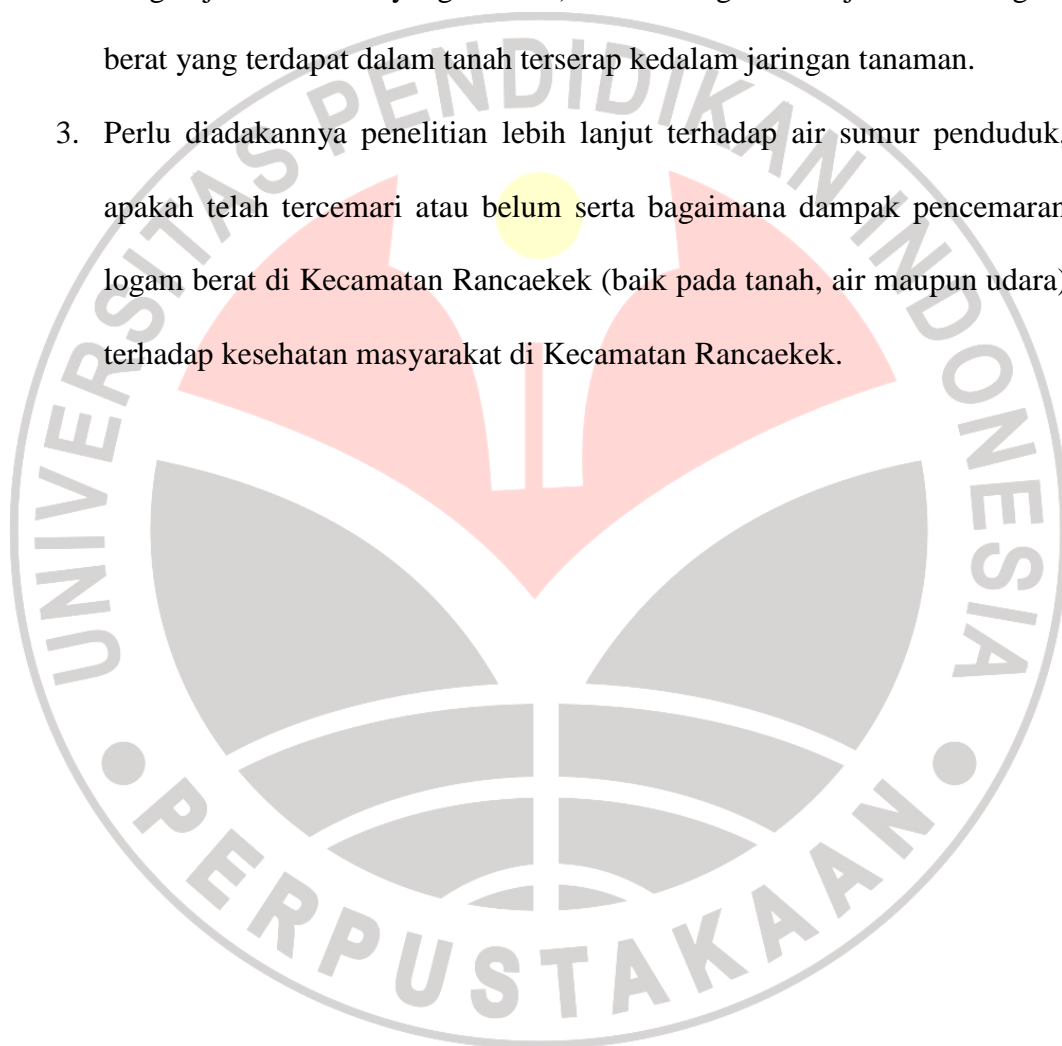 berat yang terdapat dalam tanah terserap kedalam jaringan tanaman.
3. Perlu diadakannya penelitian lebih lanjut terhadap air sumur penduduk,
apakah telah tercemari atau belum serta bagaimana dampak pencemaran
logam berat di Kecamatan Rancaekek (baik pada tanah, air maupun udara)
terhadap kesehatan masyarakat di Kecamatan Rancaekek.
UNIVERSITAS PENDIDIKAN INDONESIA
PERPUSTAKAAN